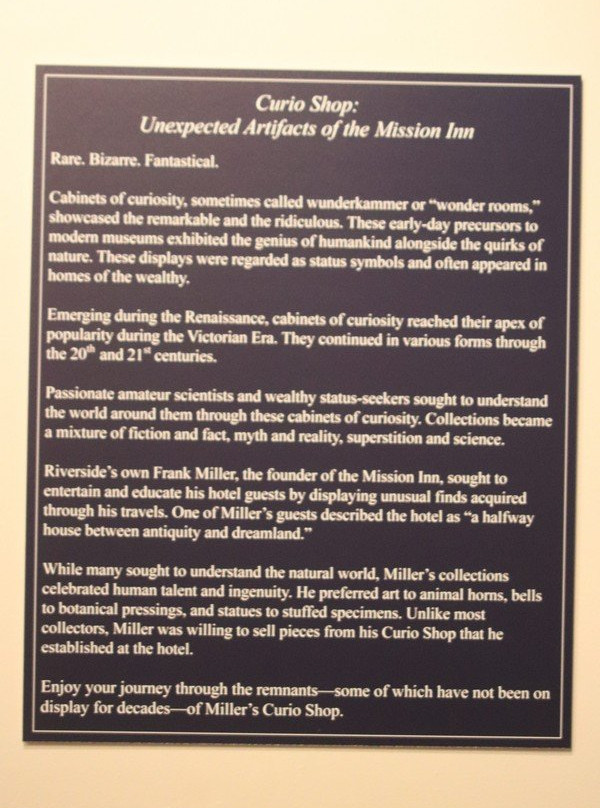 Curio Shop:
Unexpected Artifacts of the Mission Inn
Rare. Bizarre. Fantastical.
Cabinets of curiosity, sometimes called wunderkammer or “wonder rooms,”
showcased the remarkable and the ridiculous. These early-day precursors to
modern museums exhibited the genius of humankind alongside the quirks of
nature. These displays were regarded as status symbols and often appeared in
homes of the wealthy.
Emerging during the Renaissance, cabinets of curiosity reached their apex of
popularity during the Victorian Era. They continued in various forms through
the 20th and 21st centuries.
Passionate amateur scientists and wealthy status-seekers sought to understand
the world around them through these cabinets of curiosity. Collections became
a mixture of fiction and fact, myth and reality, superstition and science.
Riverside’s own Frank Miller, the founder of the Mission Inn, sought to
entertain and educate his hotel guests by displaying unusual finds acquired
through his travels. One of Miller’s guests described the hotel as “a halfway
house between antiquity and dreamland.”
While many sought to understand the natural world, Miller’s collections
celebrated human talent and ingenuity. He preferred art to animal horns, bells
to botanical pressings, and statues to stuffed specimens. Unlike most
collectors, Miller was willing to sell pieces from his Curio Shop that he
established at the hotel.
Enjoy your journey through the remnants—some of which have not been on
display for decades—of Miller’s Curio Shop.